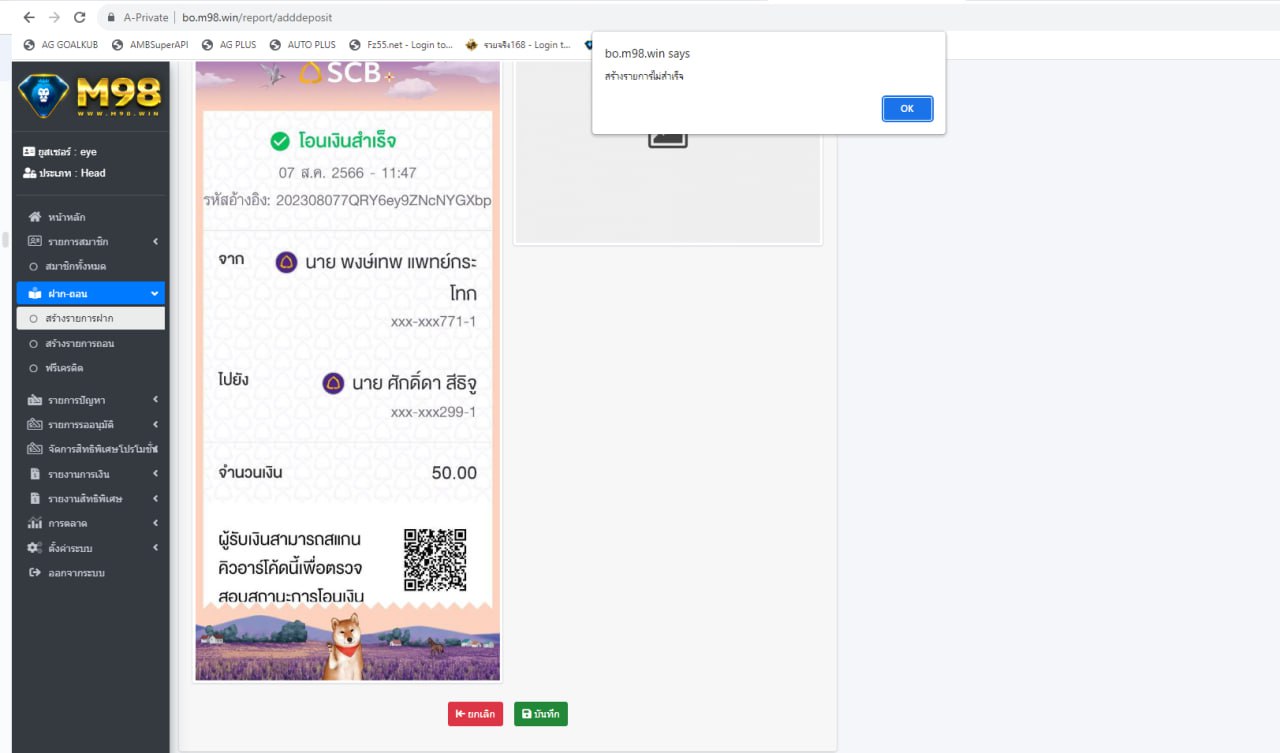 A-Private
bo.m98.win/report/adddeposit
AG GOALKUB
AMBSuperAPI
AG PLUS
AUTO PLUS
Fz55.net - Login to...
รวยจริง168 - Login t...
bo.m98.win says
สร้างรายการไม่สำเร็จ
OK
M98
WWW.M98.WIN
ยูสเซอร์ : eye
ประเภท : Head
หน้าหลัก
รายการสมาชิก
สมาชิกทั้งหมด
ฝาก-ถอน
สร้างรายการฝาก
สร้างรายการถอน
ฟรีเครดิต
รายการปัญหา
รายการรออนุมัติ
จัดการสิทธิพิเศษโปรโมชั่น
รายงานการเงิน
รายงานสิทธิพิเศษ
การตลาด
ตั้งค่าระบบ
ออกจากระบบ
SCB
โอนเงินสำเร็จ
07 ส.ค. 2566 - 11:47
รหัสอ้างอิง: 202308077QRY6ey9ZNcNYGXbp
จาก
นาย พงษ์เทพ แพทย์กระ
โทก
xxx-xxx771-1
ไปยัง
นาย ศักดิ์ดา สีธิจู
xxx-xxx299-1
จำนวนเงิน
50.00
ผู้รับเงินสามารถสแกน
คิวอาร์โค้ดนี้เพื่อตรวจ
สอบสถานะการโอนเงิน
ยกเลิก
บันทึก